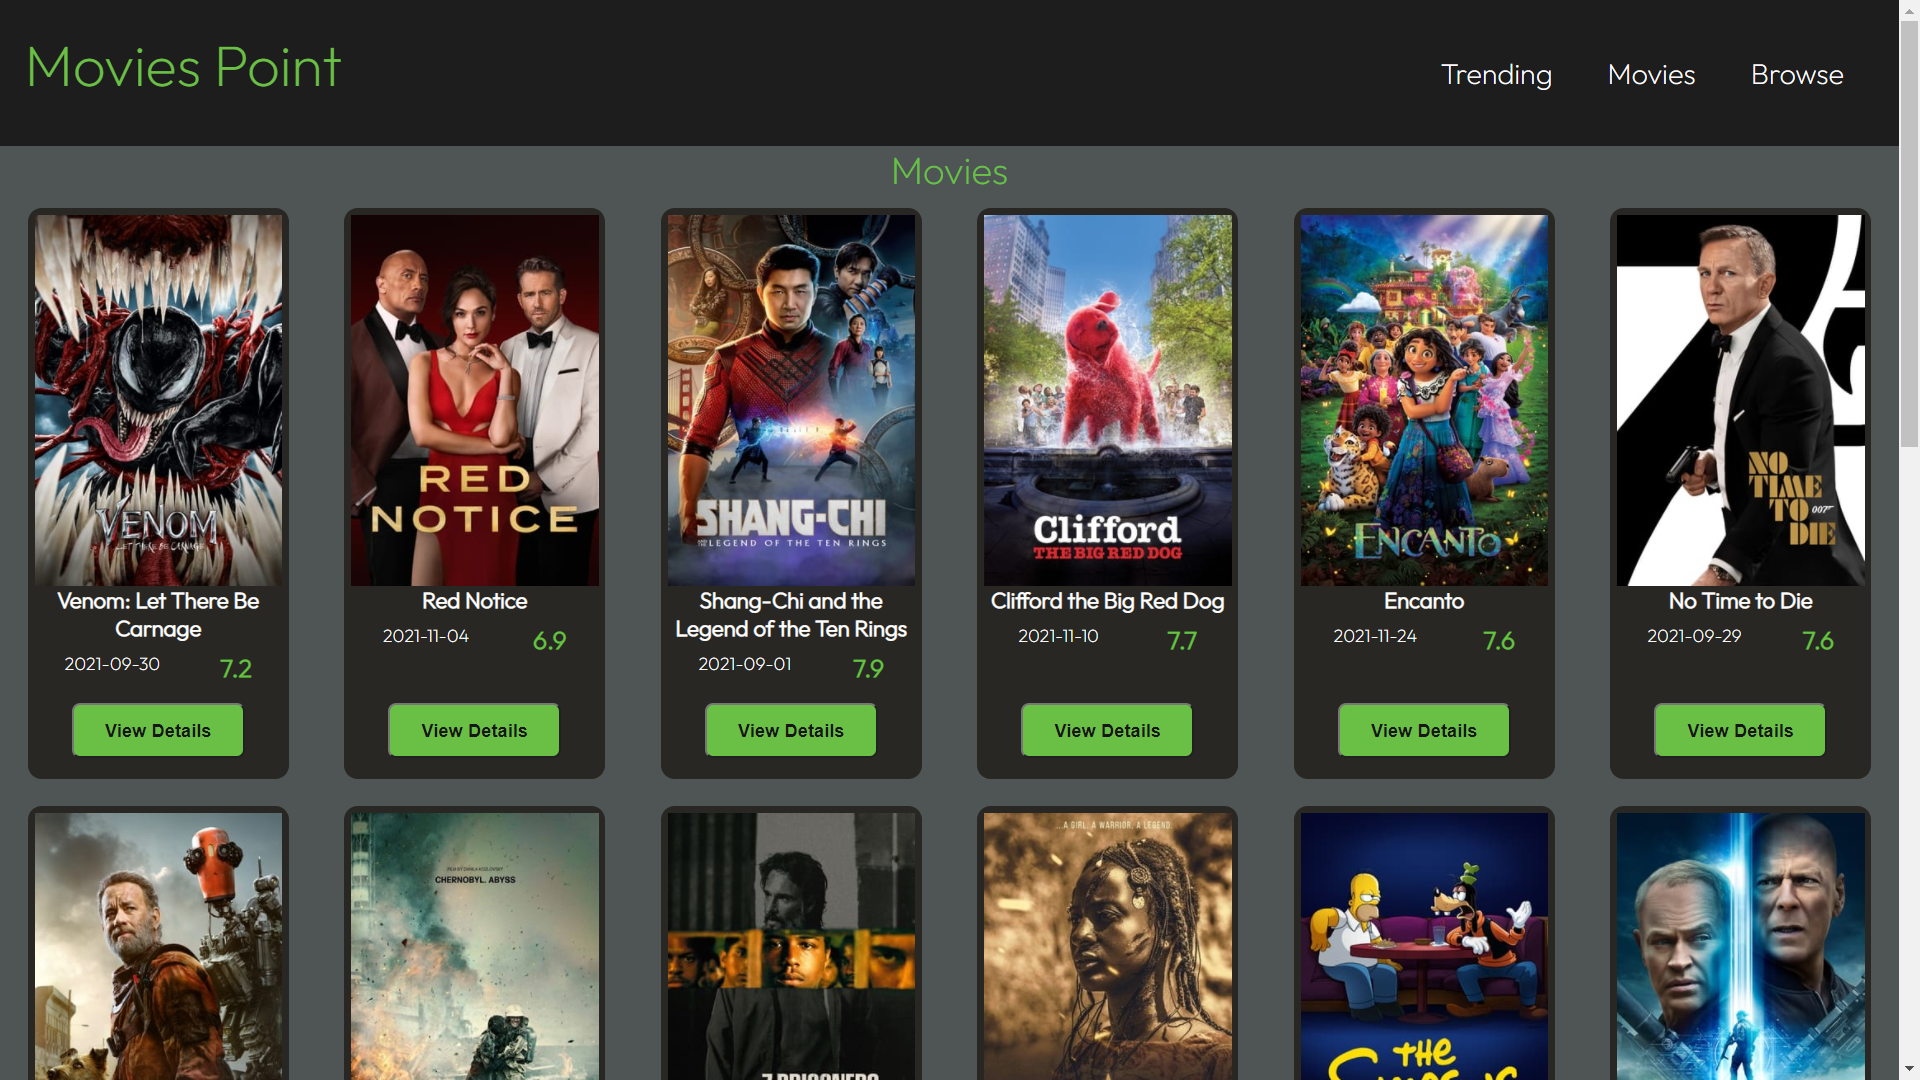 Movies Point
Trending
Movies
Browse
Movies
VENOM
LET THERE BE CARNAGE
RED
NOTICE
SHANG-CHI
AND THE LEGEND OF THE TEN RINGS
Clifford
THE BIG RED DOG
ENCANTO
NO
TIME
TO 007
DIE
Venom: Let There Be
Carnage
2021-09-30
7.2
View Details
Red Notice
2021-11-04
6.9
View Details
Shang-Chi and the
Legend of the Ten Rings
2021-09-01
7.9
View Details
Clifford the Big Red Dog
2021-11-10
7.7
View Details
Encanto
2021-11-24
7.6
View Details
No Time to Die
2021-09-29
7.6
View Details
CHERNOBYL. ABYSS
7 PRISONERS
...A GIRL. A WARRIOR. A LEGEND.
THE